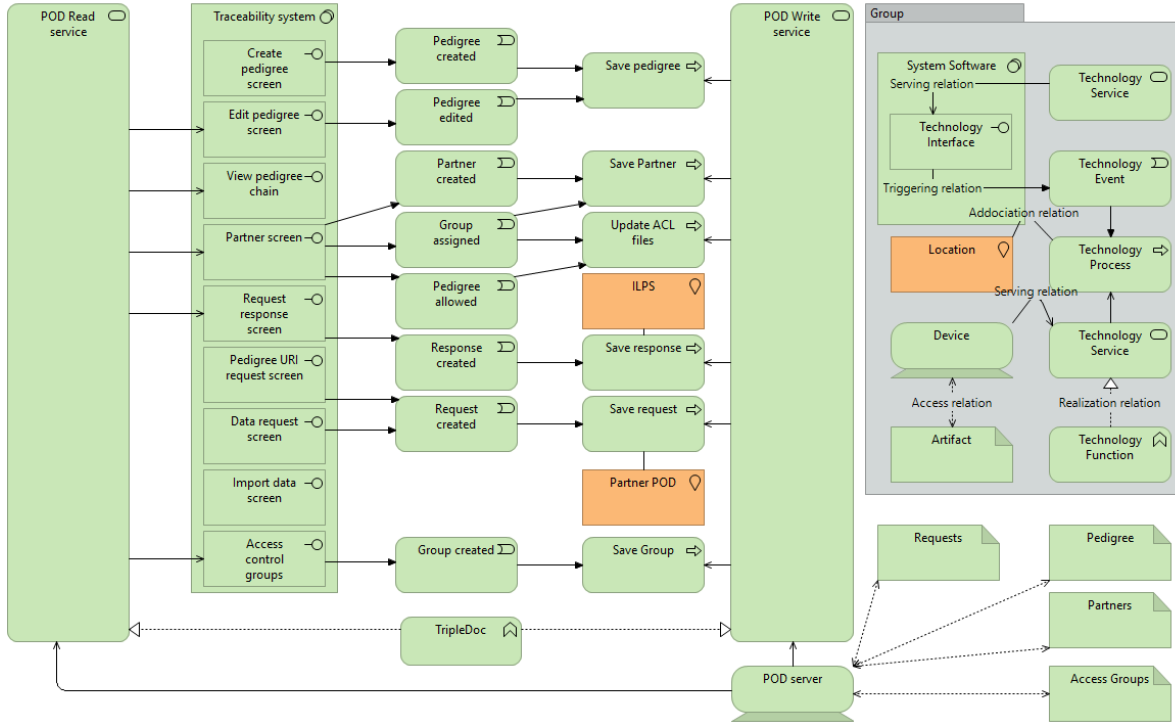 POD Read
service
Traceability system
Create
pedigree
screen
Edit pedigree
screen
View pedigree
chain
Partner screen
Request
response
screen
Pedigree URI
request screen
Data request
screen
Import data
screen
Access
control
groups
Pedigree
created
Pedigree
edited
Partner
created
Group
assigned
Pedigree
allowed
Response
created
Request
created
Group created
TripleDoc
Save pedigree
Save Partner
Update ACL
files
ILPS
Save response
Save request
Partner POD
Save Group
POD Write
service
POD server
Group
System Software
Serving relation
Technology
Interface
Triggering relation
Technology
Service
Technology
Event
Addociation relation
Location
Technology
Process
Serving relation
Device
Technology
Service
Access relation
Realization relation
Artifact
Technology
Function
Requests
Pedigree
Partners
Access Groups